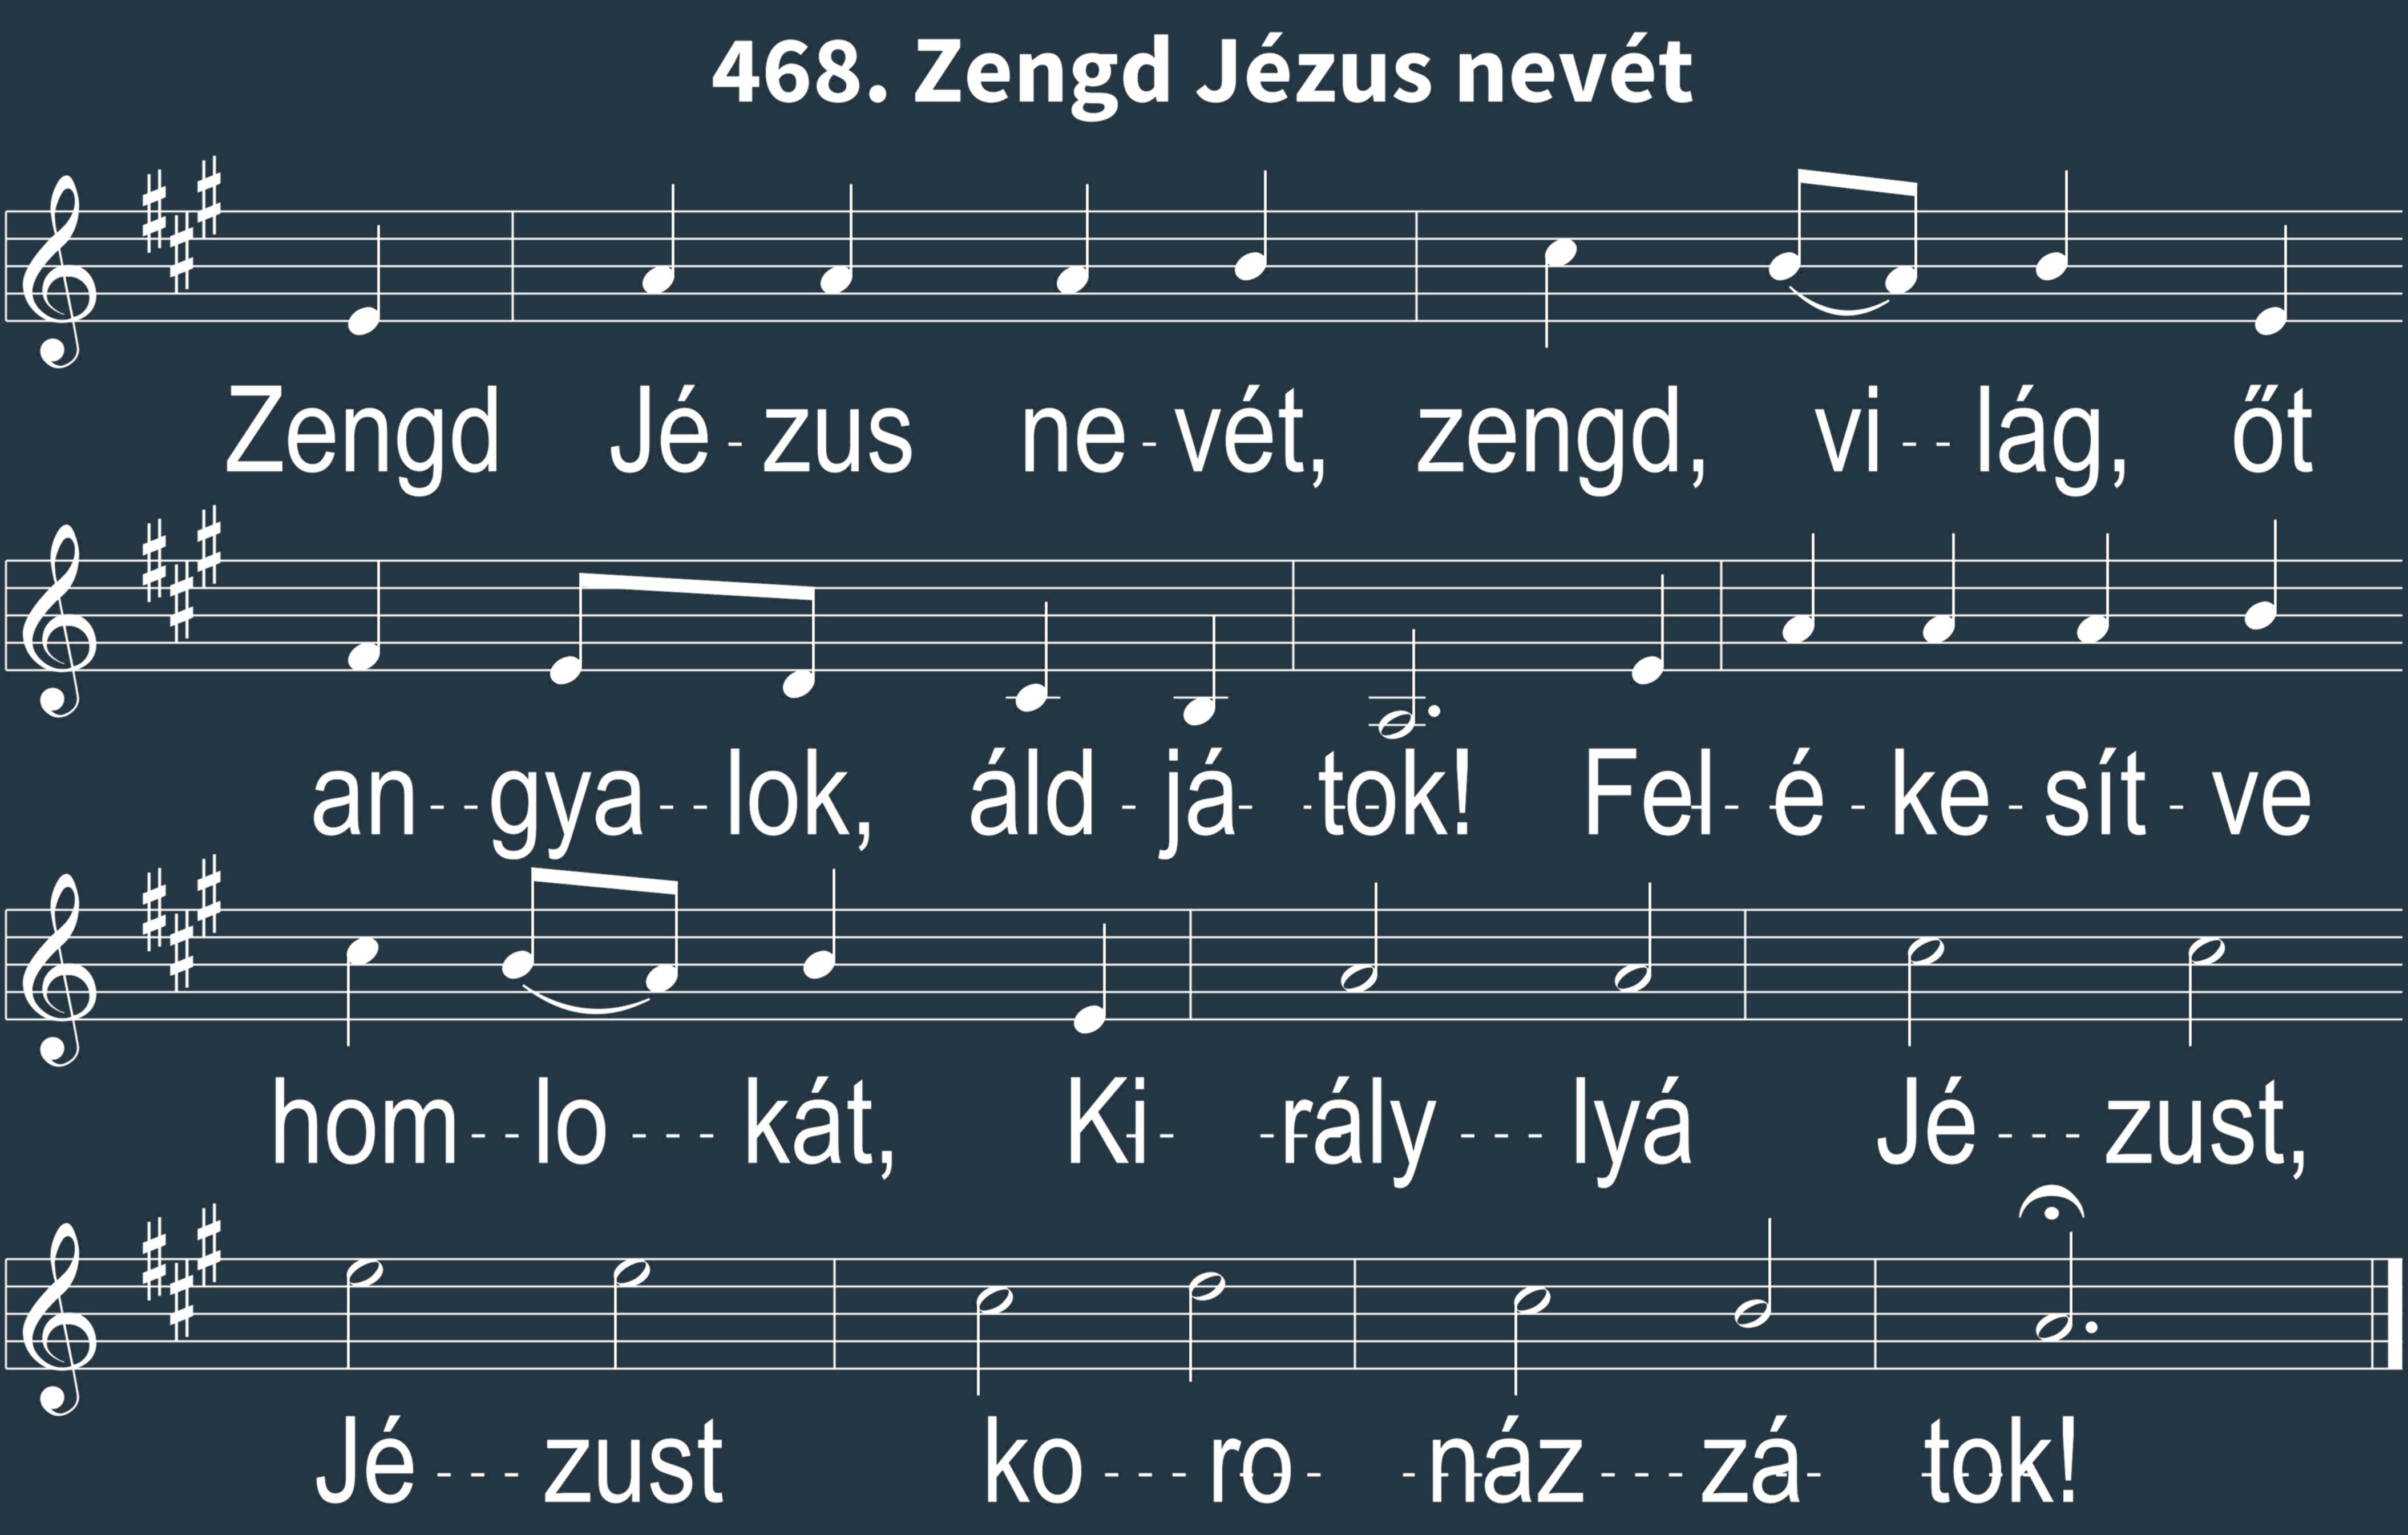 468. Zengd Jézus nevét
Zengd Jé-zus ne-vét, zengd, vi--lág, őt
an--gya--lok, áld-já- -tok! Fel-é-ke-sít-ve
hom--lo---kát, Ki- -rály---lyá Jé---zust,
Jé---zust ko---ro- -náz---zá- tok!